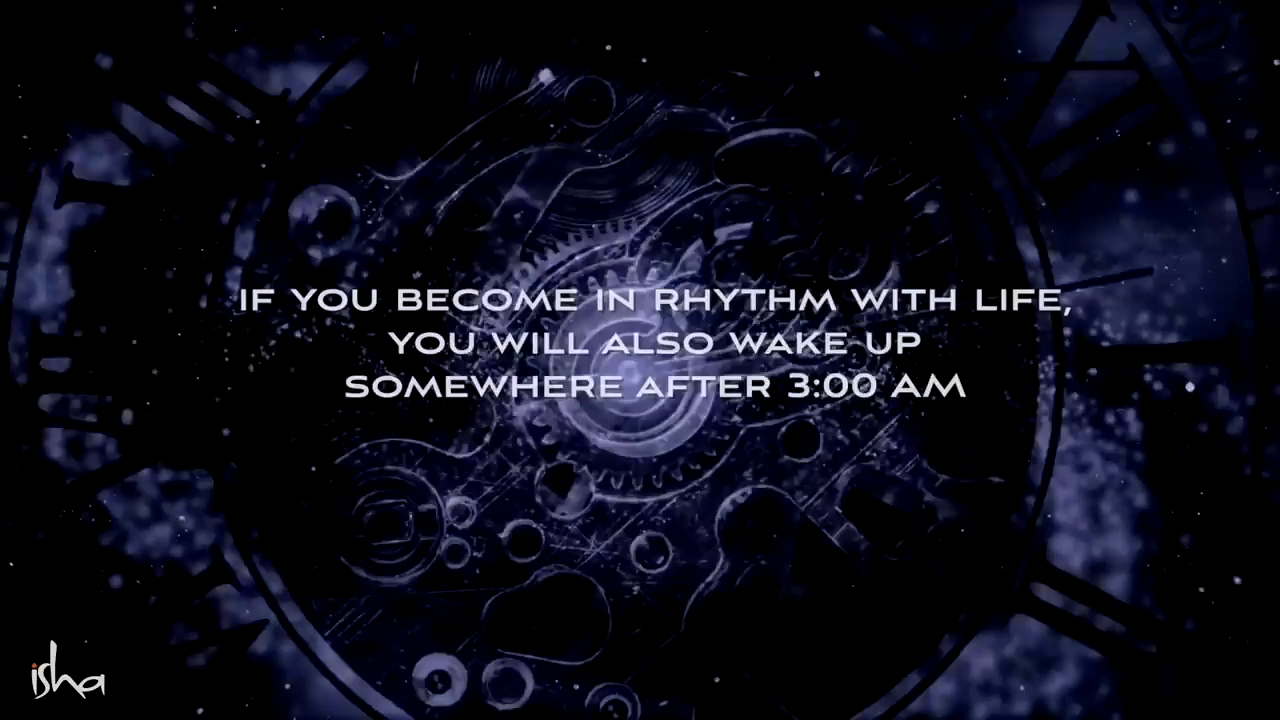 IF YOU BECOME IN RHYTHM WITH LIFE,
YOU WILL ALSO WAKE UP
SOMEWHERE AFTER 3:00 AM
isha